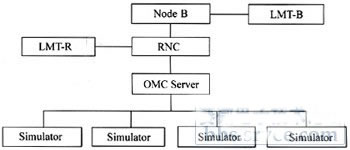 Node B
LMT-B
LMT-R
RNC
OMC Server
Simulator
Simulator
Simulator
Simulator